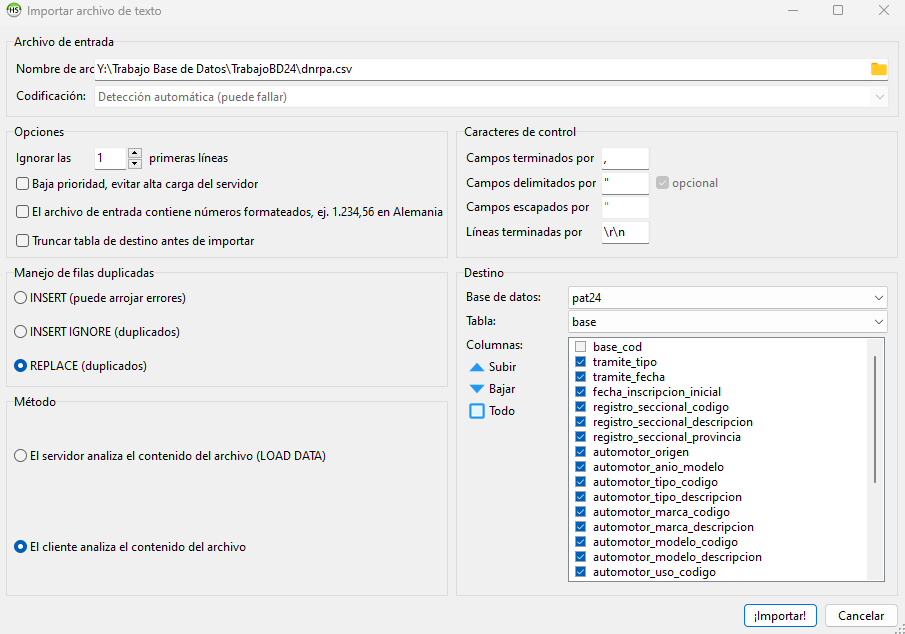 HS Importar archivo de texto
Archivo de entrada
Nombre de arc Y:\Trabajo Base de Datos\TrabajoBD24\dnrpa.csv
Codificación: Detección automática (puede fallar)
Opciones
Ignorar las 1 primeras líneas
Baja prioridad, evitar alta carga del servidor
El archivo de entrada contiene números formateados, ej. 1.234,56 en Alemania
Truncar tabla de destino antes de importar
Caracteres de control
Campos terminados por ,
Campos delimitados por " opcional
Campos escapados por "
Líneas terminadas por \r\n
Manejo de filas duplicadas
INSERT (puede arrojar errores)
INSERT IGNORE (duplicados)
REPLACE (duplicados)
Método
El servidor analiza el contenido del archivo (LOAD DATA)
El cliente analiza el contenido del archivo
Destino
Base de datos: pat24
Tabla: base
Columnas:
Subir
Bajar
Todo
base_cod
tramite_tipo
tramite_fecha
fecha_inscripcion_inicial
registro_seccional_codigo
registro_seccional_descripcion
registro_seccional_provincia
automotor_origen
automotor_anio_modelo
automotor_tipo_codigo
automotor_tipo_descripcion
automotor_marca_codigo
automotor_marca_descripcion
automotor_modelo_codigo
automotor_modelo_descripcion
automotor_uso_codigo
¡Importar! Cancelar